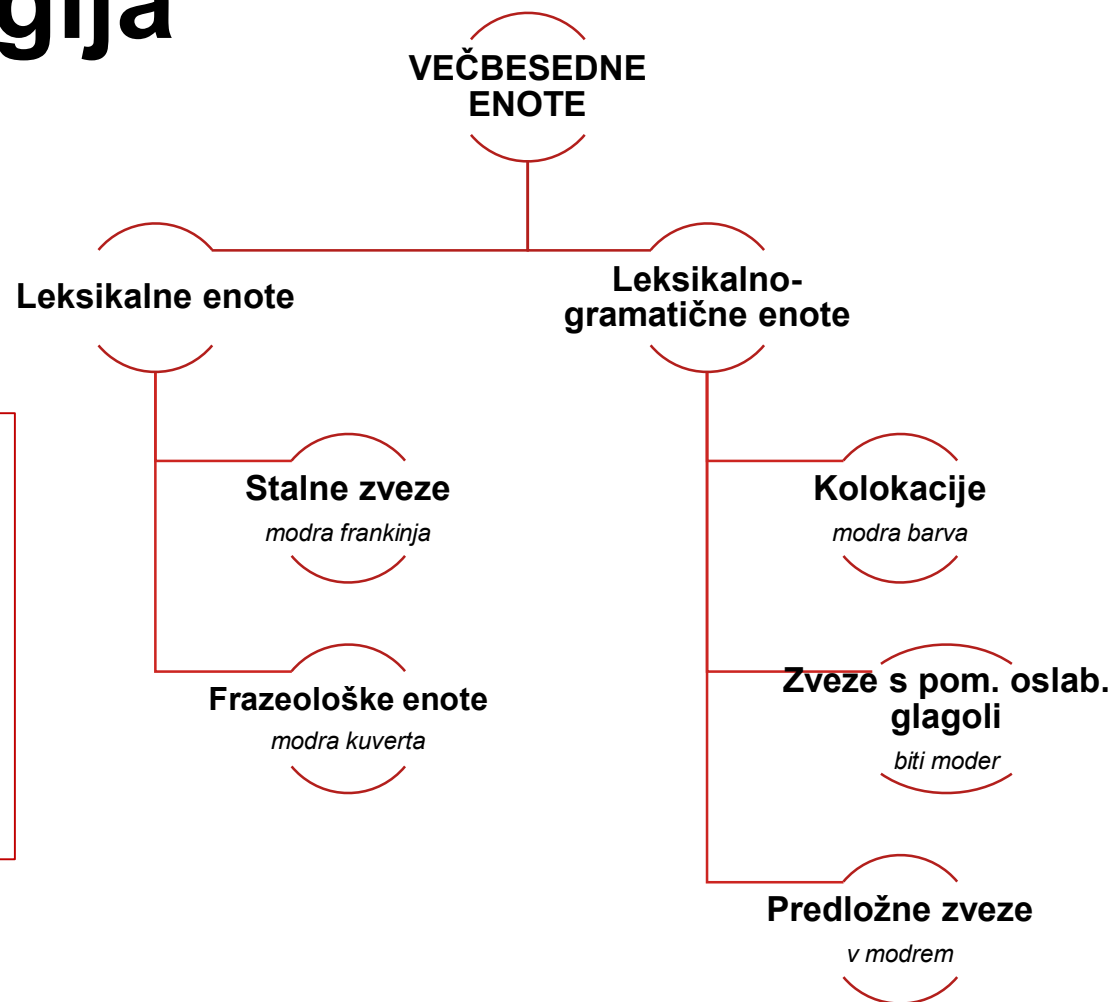 gija
VEČBESEDNE
ENOTE
Leksikalne enote
Leksikalno-
gramatične enote
Stalne zveze
modra frankinja
Kolokacije
modra barva
Frazeološke enote
modra kuverta
Zveze s pom. oslab.
glagoli
biti moder
Predložne zveze
v modrem